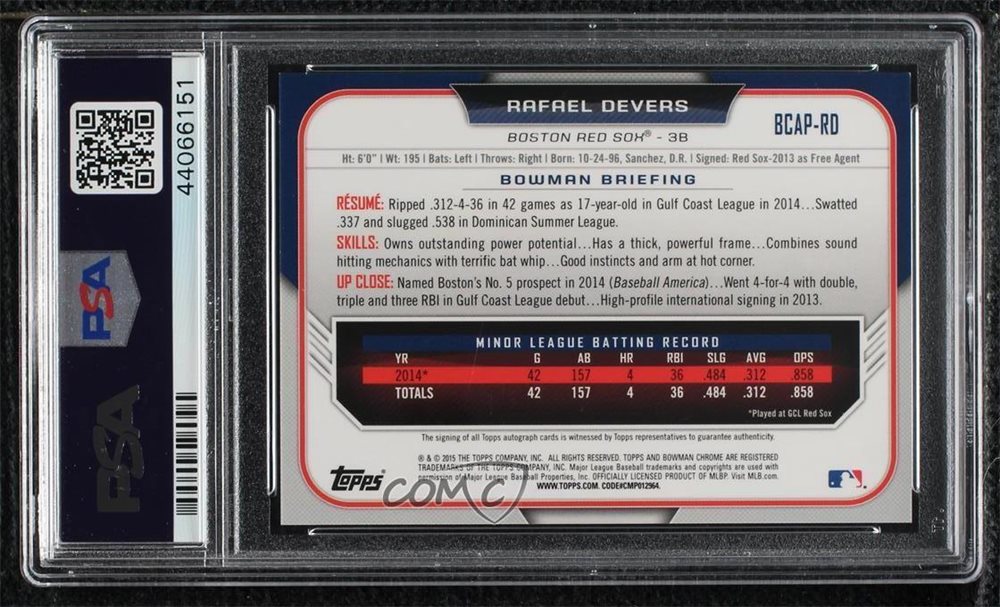 44066151
PSA
PSA
RAFAEL DEVERS
BCAP-RD
BOSTON RED SOX® - 3B
Ht: 6'0" | Wt: 195 | Bats: Left | Throws: Right | Born: 10-24-96, Sanchez, D.R. | Signed: Red Sox-2013 as Free Agent
BOWMAN BRIEFING
RÉSUMÉ: Ripped .312-4-36 in 42 games as 17-year-old in Gulf Coast League in 2014...Swatted
.337 and slugged .538 in Dominican Summer League.
SKILLS: Owns outstanding power potential...Has a thick, powerful frame...Combines sound
hitting mechanics with terrific bat whip...Good instincts and arm at hot corner.
UP CLOSE: Named Boston's No. 5 prospect in 2014 (Baseball America)...Went 4-for-4 with double,
triple and three RBI in Gulf Coast League debut...High-profile international signing in 2013.
MINOR LEAGUE BATTING RECORD
YR G AB HR RBI SLG AVG OPS
2014* 42 157 4 36 .484 .312 .858
TOTALS 42 157 4 36 .484 .312 .858
*Played at GCL Red Sox
The signing of all Topps autograph cards is witnessed by Topps representatives to guarantee authenticity.
® & © 2015 THE TOPPS COMPANY, INC. ALL RIGHTS RESERVED. TOPPS AND BOWMAN CHROME ARE REGISTERED
TRADEMARKS OF THE TOPPS COMPANY, INC. Major League Baseball trademarks and copyrights are used with
permission of Major League Baseball Properties, Inc. OFFICIALLY LICENSED PRODUCT OF MLBP. Visit MLB.com.
WWW.TOPPS.COM. CODE#CMP012964.
Topps
COMC